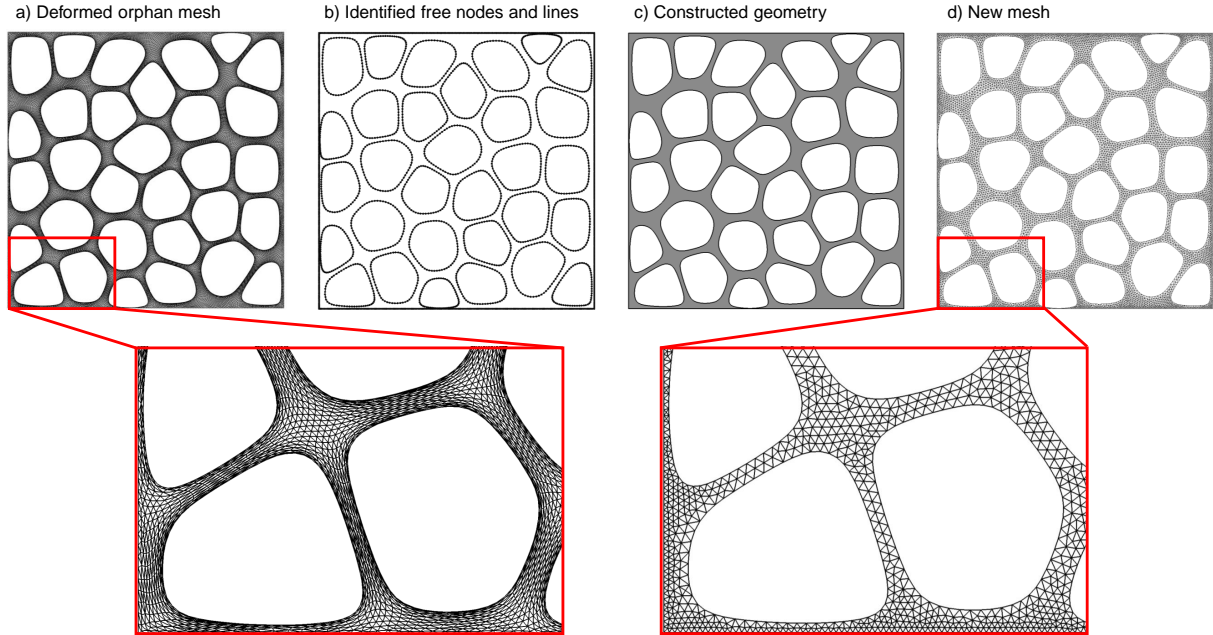 a) Deformed orphan mesh
b) Identified free nodes and lines
c) Constructed geometry
d) New mesh